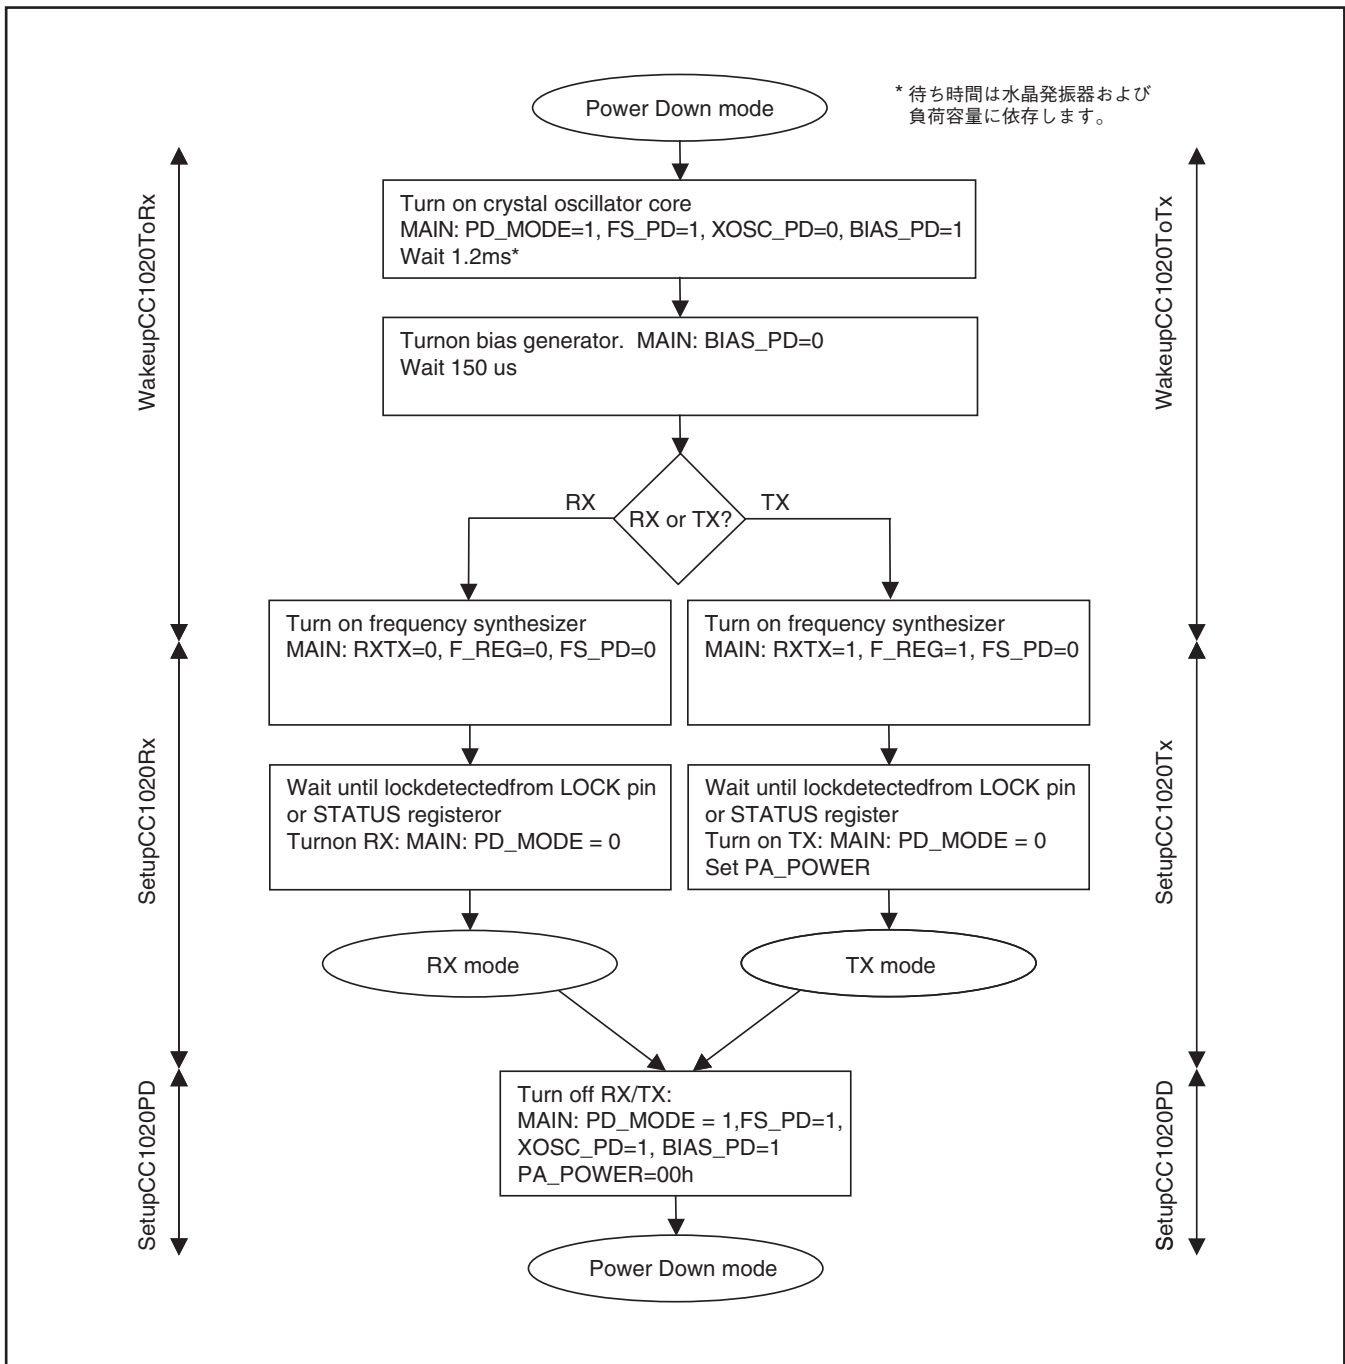 Power Down mode
* 待ち時間は水晶発振器および
負荷容量に依存します。
WakeupCC1020ToRx
WakeupCC1020ToTx
Turn on crystal oscillator core
MAIN: PD_MODE=1, FS_PD=1, XOSC_PD=0, BIAS_PD=1
Wait 1.2ms*
Turnon bias generator. MAIN: BIAS_PD=0
Wait 150 us
RX
RX or TX?
TX
Turn on frequency synthesizer
MAIN: RXTX=0, F_REG=0, FS_PD=0
Turn on frequency synthesizer
MAIN: RXTX=1, F_REG=1, FS_PD=0
SetupCC1020Rx
SetupCC1020Tx
Wait until lockdetectedfrom LOCK pin
or STATUS registeror
Turnon RX: MAIN: PD_MODE = 0
Wait until lockdetectedfrom LOCK pin
or STATUS register
Turn on TX: MAIN: PD_MODE = 0
Set PA_POWER
RX mode
TX mode
SetupCC1020PD
SetupCC1020PD
Turn off RX/TX:
MAIN: PD_MODE = 1,FS_PD=1,
XOSC_PD=1, BIAS_PD=1
PA_POWER=00h
Power Down mode